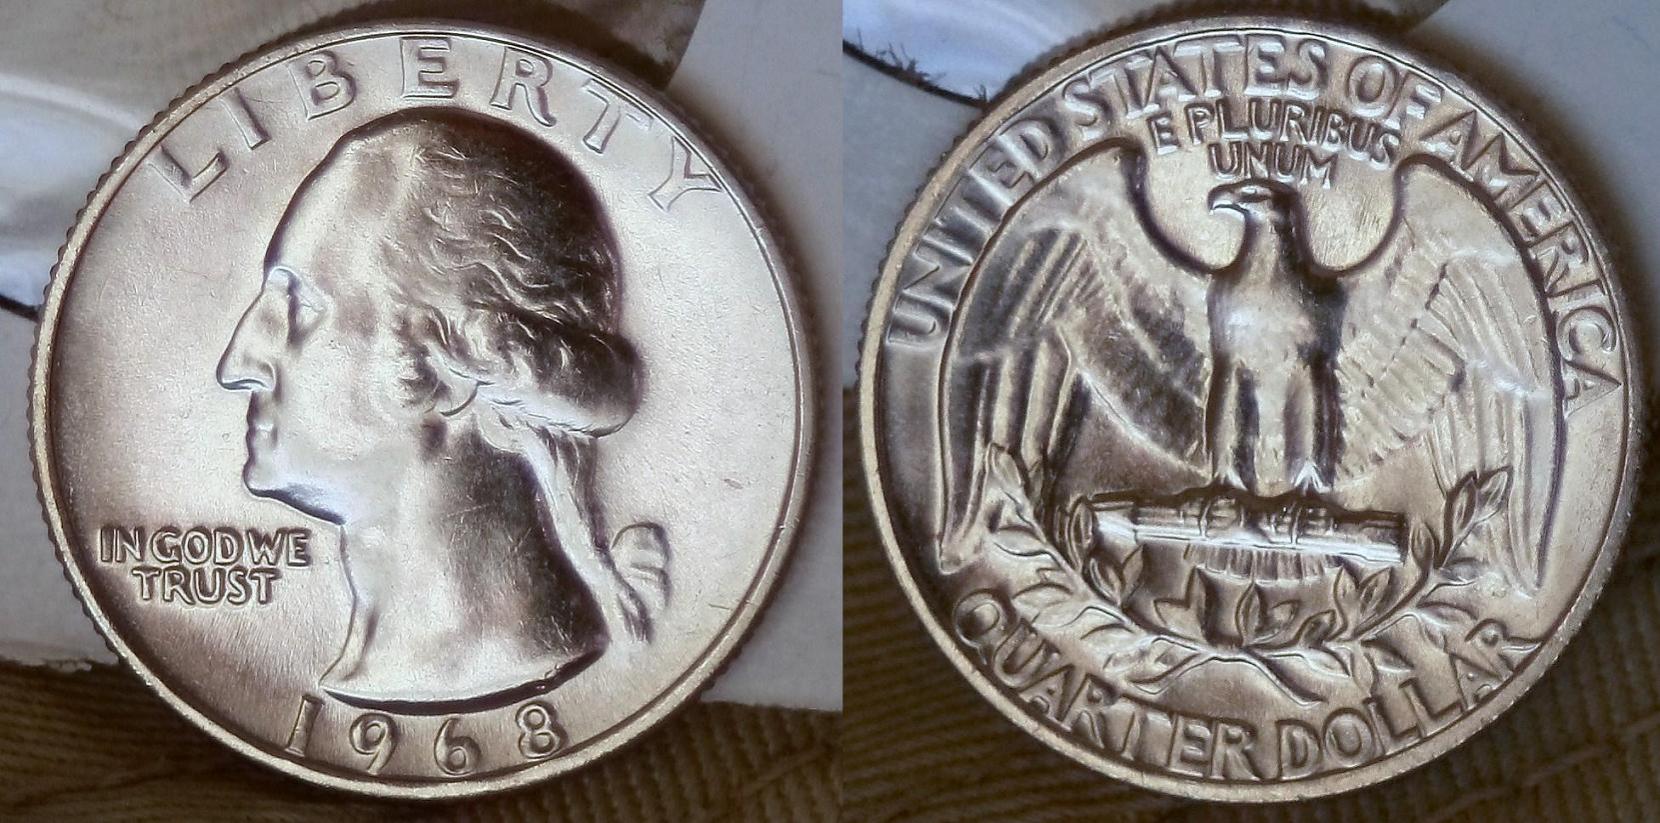 LIBERTY
IN GOD WE
TRUST
1968
UNITED STATES OF AMERICA
E PLURIBUS
UNUM
QUARTER DOLLAR